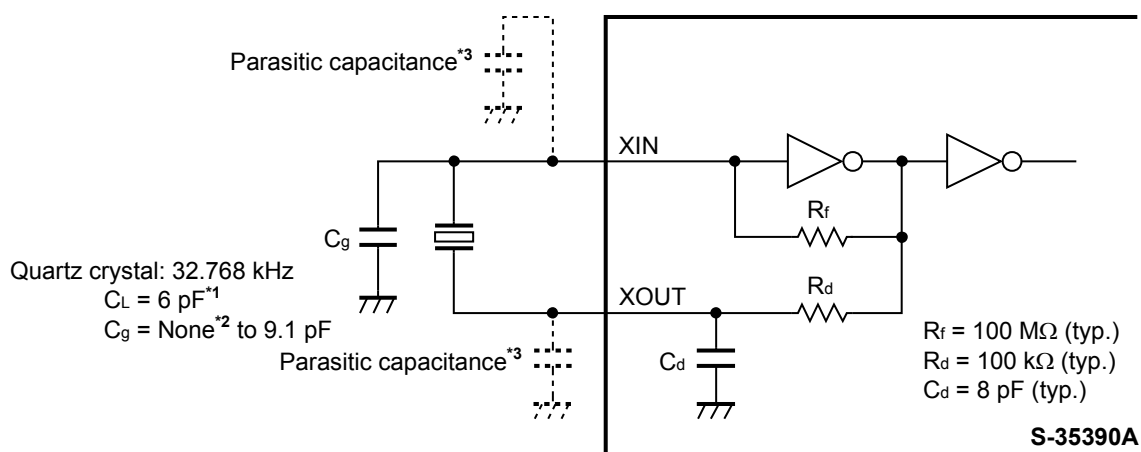 Parasitic capacitance*3
XIN
Rf
Cg
Quartz crystal: 32.768 kHz
CL = 6 pF*1
Cg = None*2 to 9.1 pF
XOUT
Rd
Parasitic capacitance*3
Cd
Rf = 100 MΩ (typ.)
Rd = 100 kΩ (typ.)
Cd = 8 pF (typ.)
S-35390A